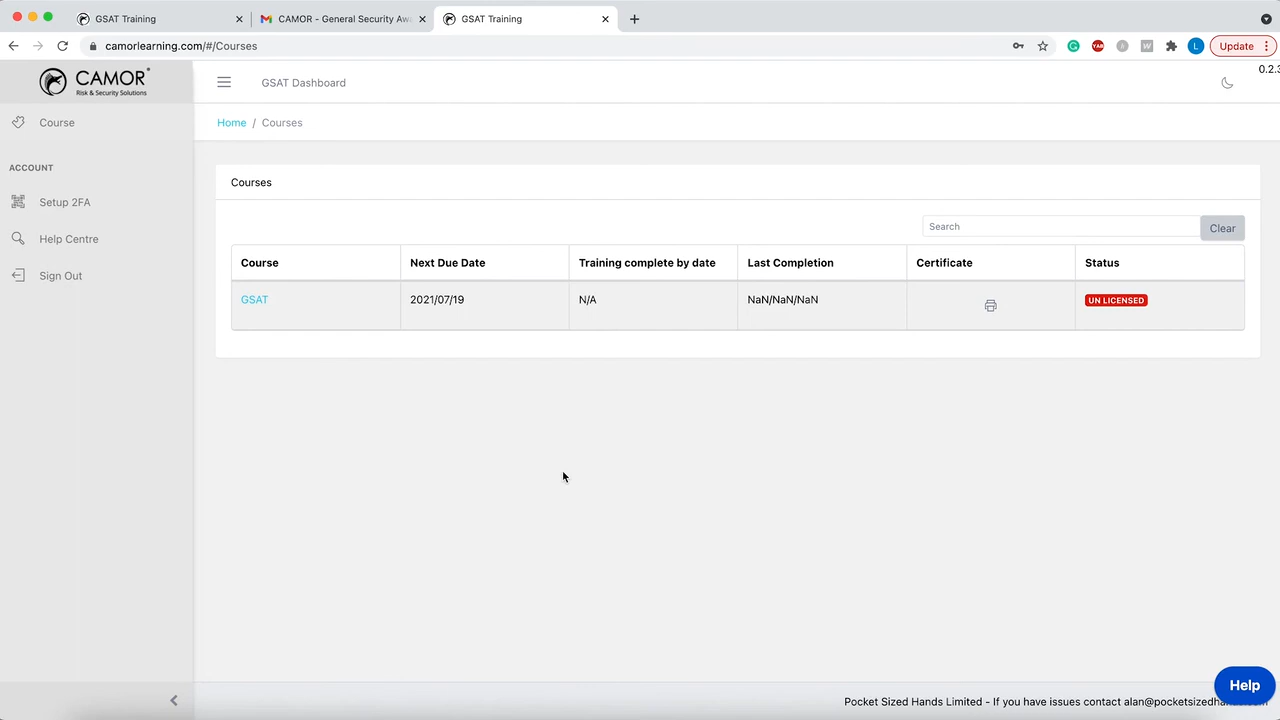 GSAT Training
CAMOR - General Security Aw
GSAT Training
camorlearning.com/#/Courses
Update
CAMOR
Risk & Security Solutions
GSAT Dashboard
0.2.3
Course
Home / Courses
ACCOUNT
Setup 2FA
Help Centre
Sign Out
Courses
Search
Clear
Course Next Due Date Training complete by date Last Completion Certificate Status
GSAT 2021/07/19 N/A NaN/NaN/NaN UN LICENSED
Help
Pocket Sized Hands Limited - If you have issues contact alan@pocketsizedhands.com